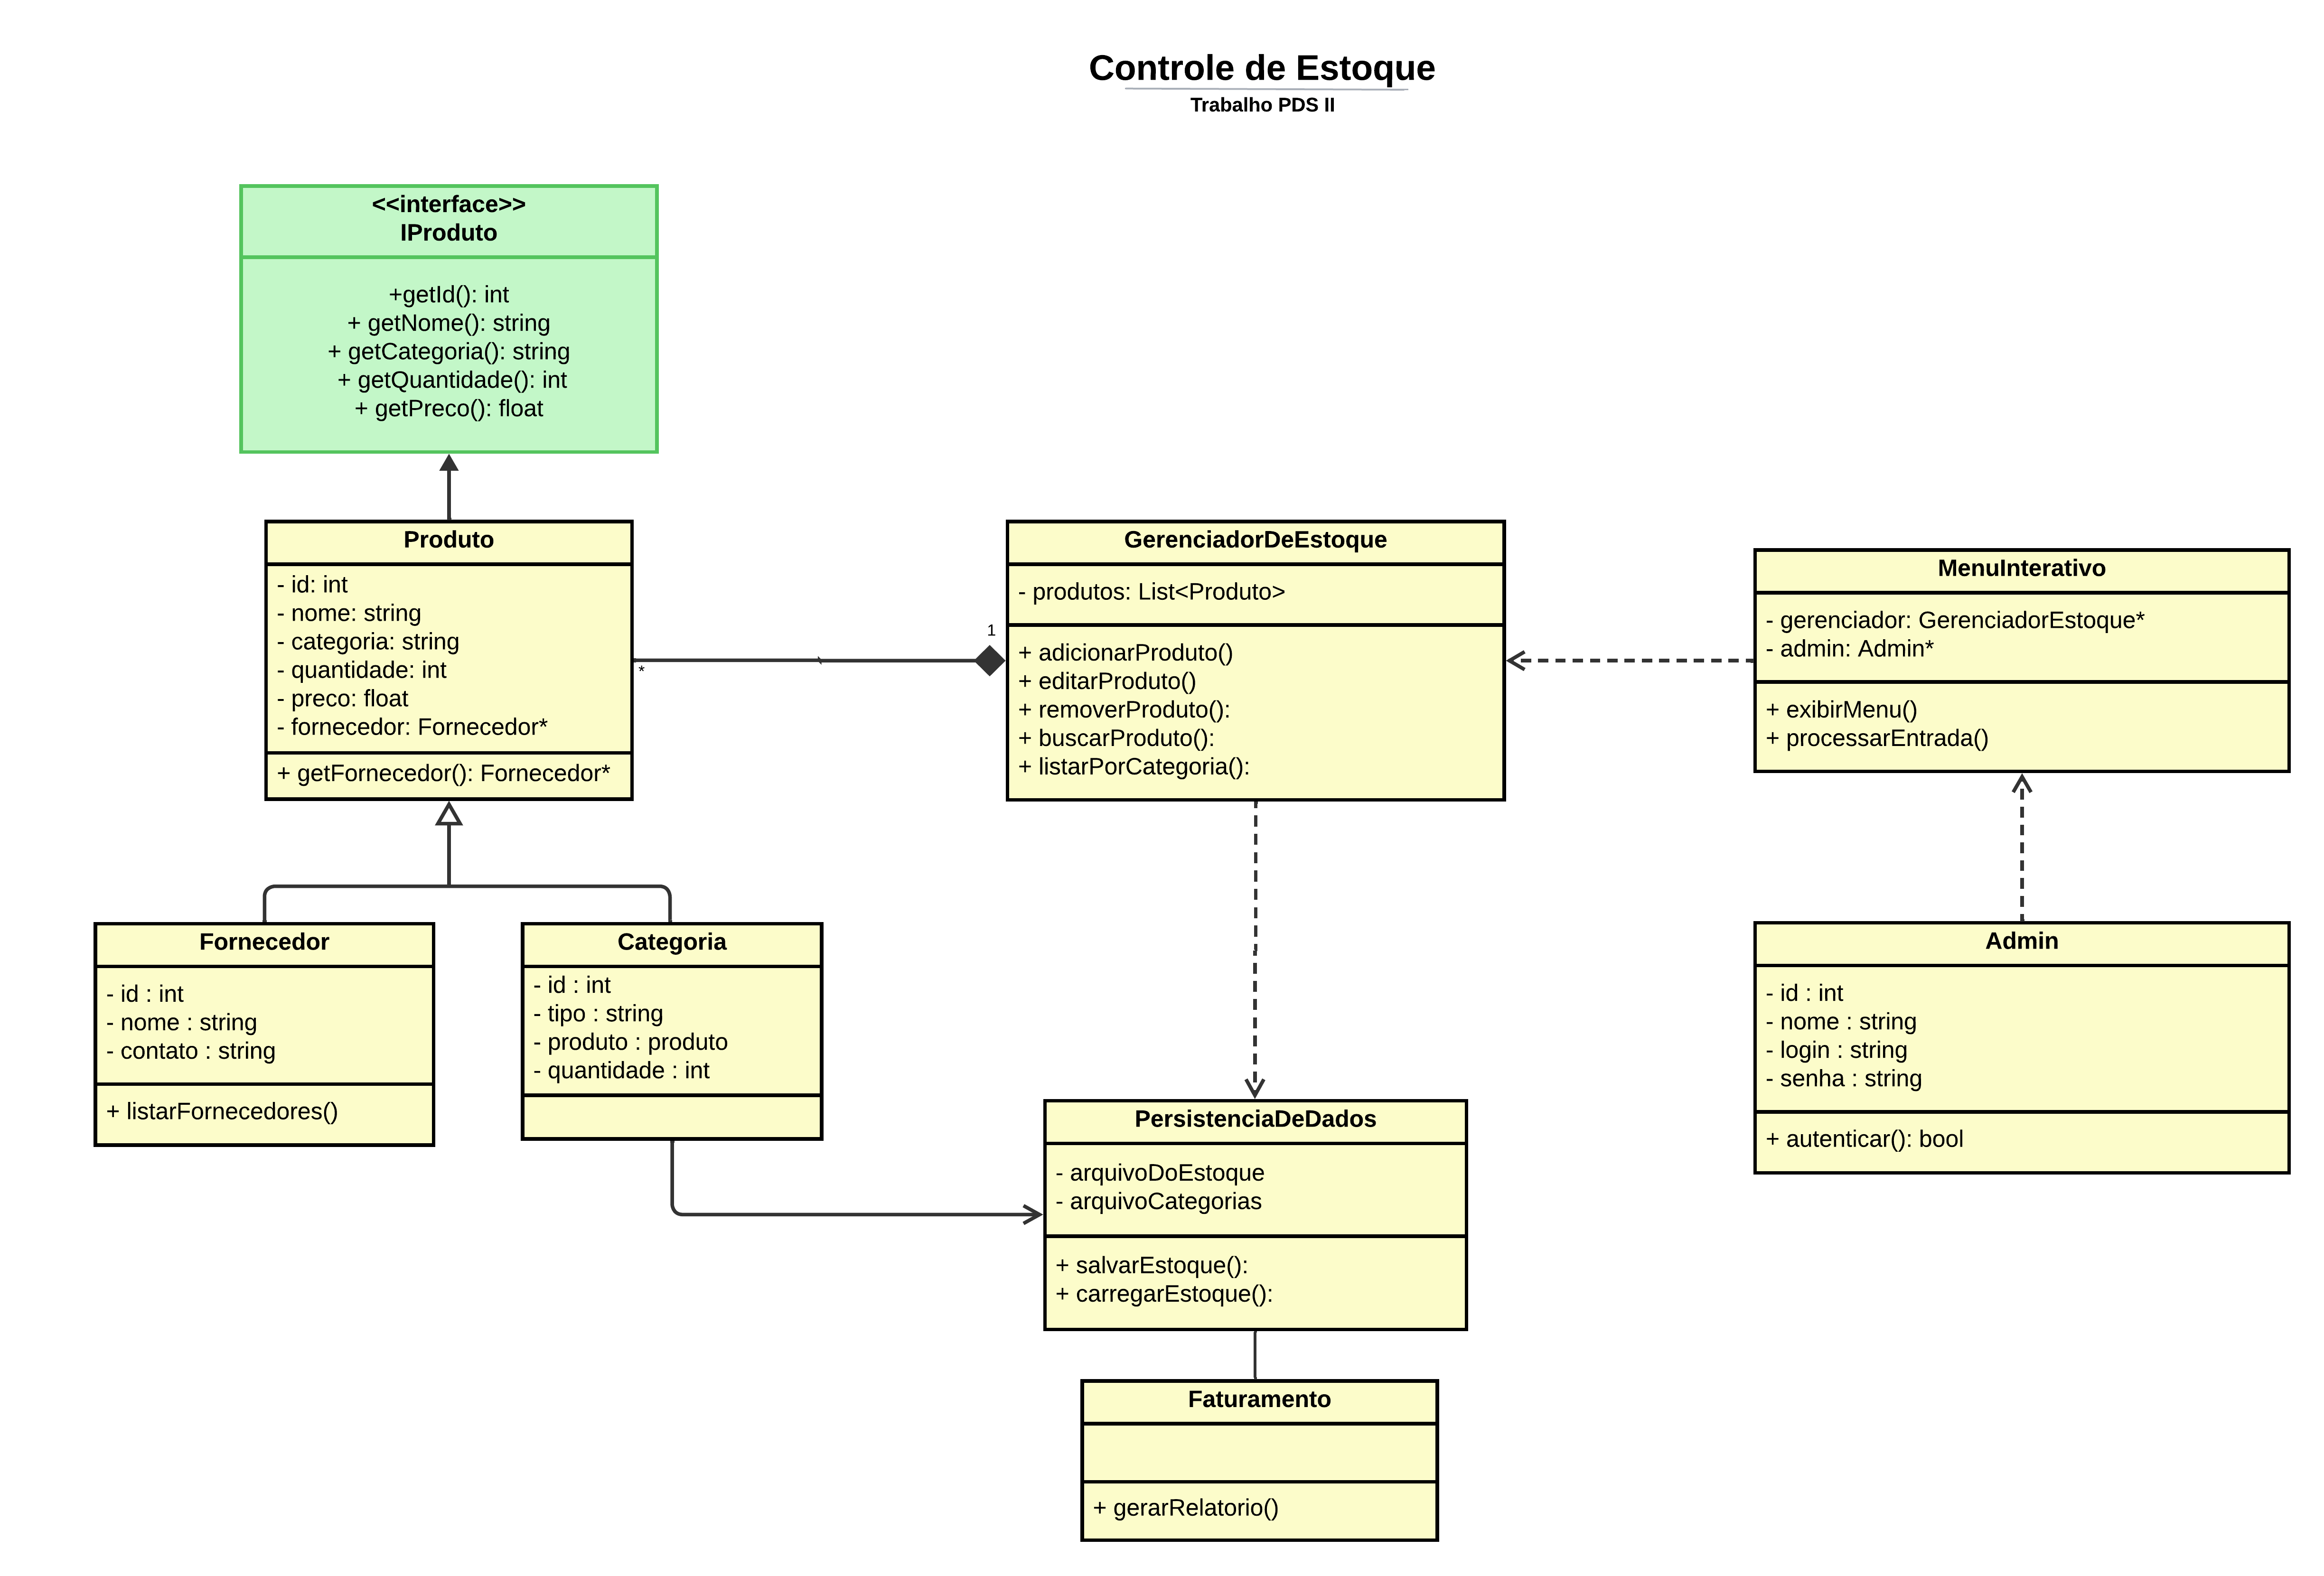 Controle de Estoque
Trabalho PDS II
<<interface>>
IProduto
+getId(): int
+ getNome(): string
+ getCategoria(): string
+ getQuantidade(): int
+ getPreco(): float
Produto
- id: int
- nome: string
- categoria: string
- quantidade: int
- preco: float
- fornecedor: Fornecedor*
+ getFornecedor(): Fornecedor*
*
1
GerenciadorDeEstoque
- produtos: List<Produto>
+ adicionarProduto()
+ editarProduto()
+ removerProduto():
+ buscarProduto():
+ listarPorCategoria():
MenuInterativo
- gerenciador: GerenciadorEstoque*
- admin: Admin*
+ exibirMenu()
+ processarEntrada()
Fornecedor
- id : int
- nome : string
- contato : string
+ listarFornecedores()
Categoria
- id : int
- tipo : string
- produto : produto
- quantidade : int
Admin
- id : int
- nome : string
- login : string
- senha : string
+ autenticar(): bool
PersistenciaDeDados
- arquivoDoEstoque
- arquivoCategorias
+ salvarEstoque():
+ carregarEstoque():
Faturamento
+ gerarRelatorio()